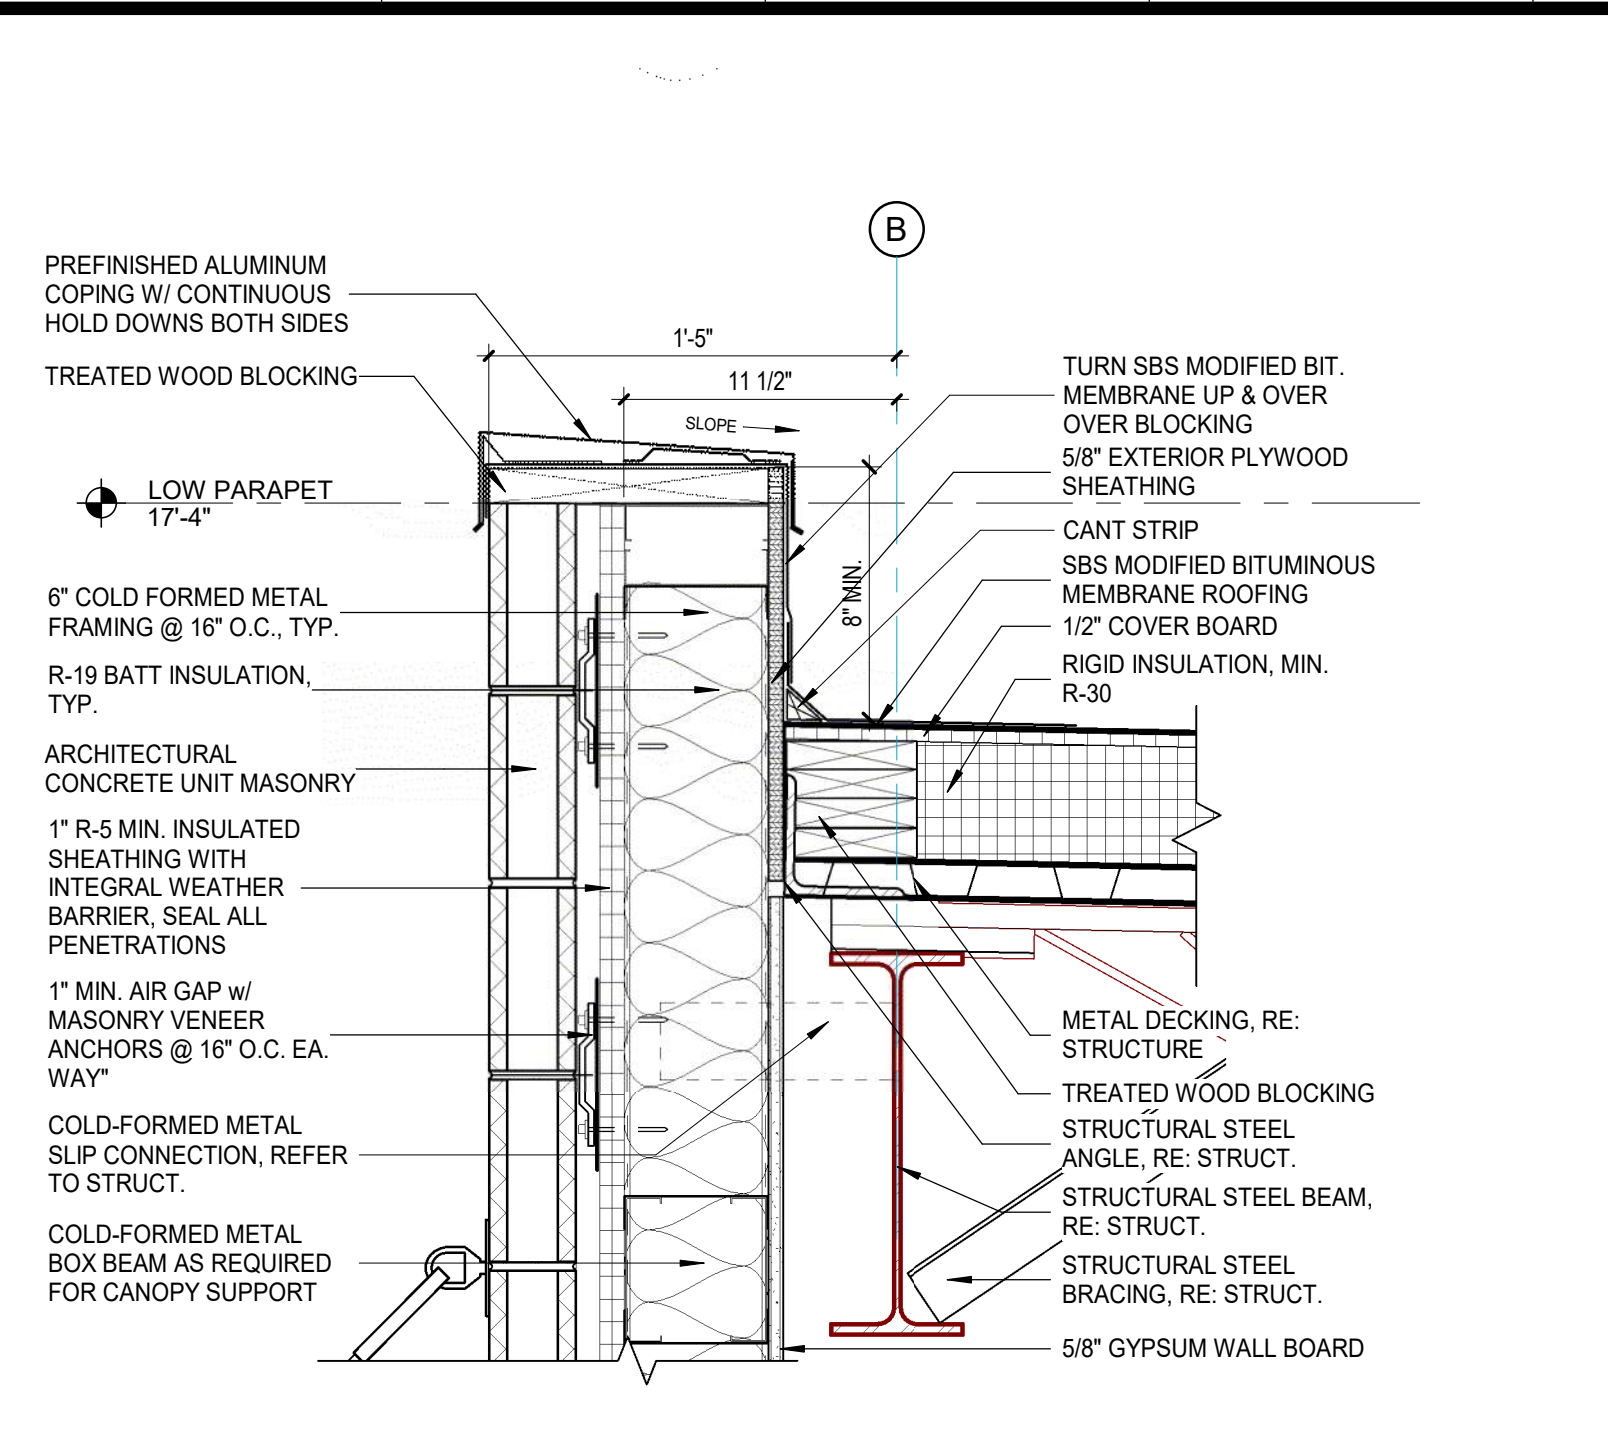 B
PREFINISHED ALUMINUM
COPING W/ CONTINUOUS
HOLD DOWNS BOTH SIDES
TREATED WOOD BLOCKING
LOW PARAPET
17'-4"
6" COLD FORMED METAL
FRAMING @ 16" O.C., TYP.
R-19 BATT INSULATION,
TYP.
ARCHITECTURAL
CONCRETE UNIT MASONRY
1" R-5 MIN. INSULATED
SHEATHING WITH
INTEGRAL WEATHER
BARRIER, SEAL ALL
PENETRATIONS
1" MIN. AIR GAP w/
MASONRY VENEER
ANCHORS @ 16" O.C. EA.
WAY"
COLD-FORMED METAL
SLIP CONNECTION, REFER
TO STRUCT.
COLD-FORMED METAL
BOX BEAM AS REQUIRED
FOR CANOPY SUPPORT
1'-5"
11 1/2"
SLOPE
8" MIN.
TURN SBS MODIFIED BIT.
MEMBRANE UP & OVER
OVER BLOCKING
5/8" EXTERIOR PLYWOOD
SHEATHING
CANT STRIP
SBS MODIFIED BITUMINOUS
MEMBRANE ROOFING
1/2" COVER BOARD
RIGID INSULATION, MIN.
R-30
METAL DECKING, RE:
STRUCTURE
TREATED WOOD BLOCKING
STRUCTURAL STEEL
ANGLE, RE: STRUCT.
STRUCTURAL STEEL BEAM,
RE: STRUCT.
STRUCTURAL STEEL
BRACING, RE: STRUCT.
5/8" GYPSUM WALL BOARD